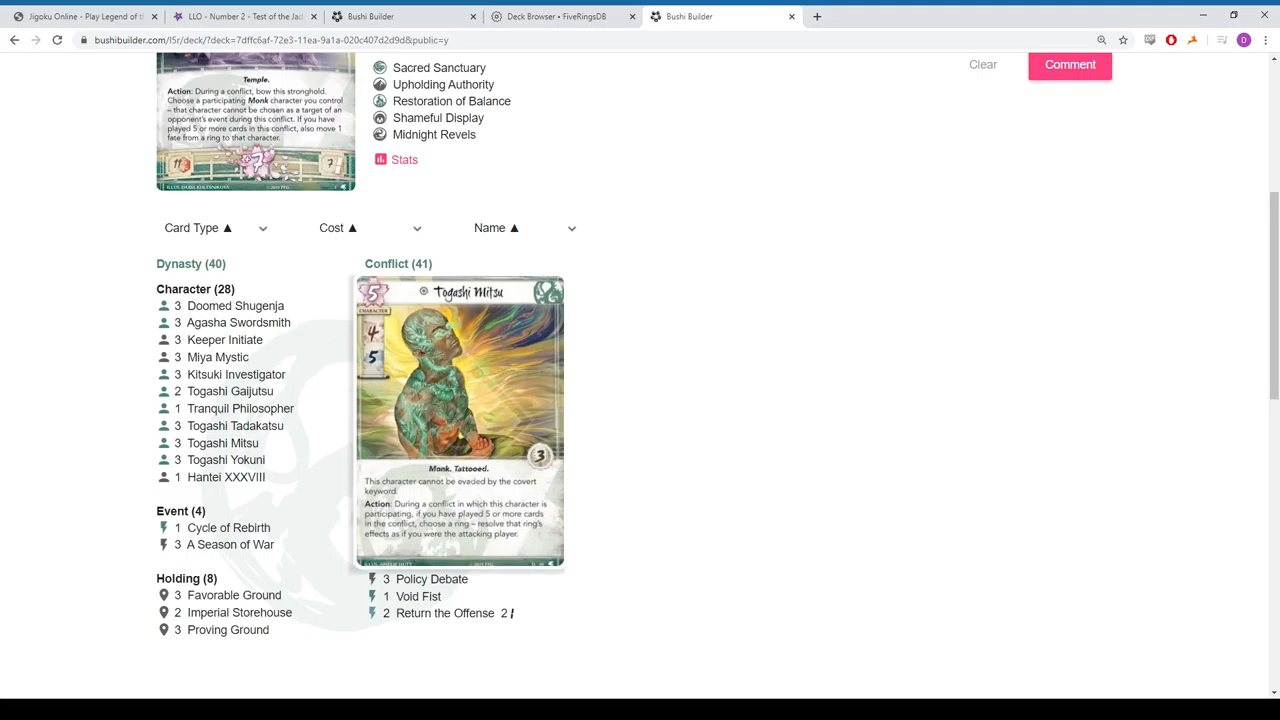 Jigoku Online - Play Legend of th
LLO - Number 2 - Test of the Jad
Bushi Builder
Deck Browser • FiveRingsDB
Bushi Builder
bushibuilder.com/l5r/deck/?deck=7dffc6af-72e3-11ea-9a1a-020c407d2d9d&public=y
Temple.
Action: During a conflict, bow this stronghold.
Choose a participating Monk character you control
– that character cannot be chosen as a target of an
opponent's event during this conflict. If you have
played 5 or more cards in this conflict, also move 1
fate from a ring to that character.
11
+7
7
Sacred Sanctuary
Upholding Authority
Restoration of Balance
Shameful Display
Midnight Revels
Stats
Clear
Comment
Card Type ▲
Cost ▲
Name ▲
Dynasty (40)
Character (28)
3 Doomed Shugenja
3 Agasha Swordsmith
3 Keeper Initiate
3 Miya Mystic
3 Kitsuki Investigator
2 Togashi Gaijutsu
1 Tranquil Philosopher
3 Togashi Tadakatsu
3 Togashi Mitsu
3 Togashi Yokuni
1 Hantei XXXVIII
Event (4)
1 Cycle of Rebirth
3 A Season of War
Holding (8)
3 Favorable Ground
2 Imperial Storehouse
3 Proving Ground
Conflict (41)
5
Togashi Mitsu
CHARACTER
4
5
3
Monk. Tattooed.
This character cannot be evaded by the covert
keyword.
Action: During a conflict in which this character is
participating, if you have played 5 or more cards
in the conflict, choose a ring – resolve that ring's
effects as if you were the attacking player.
3 Policy Debate
1 Void Fist
2 Return the Offense 2